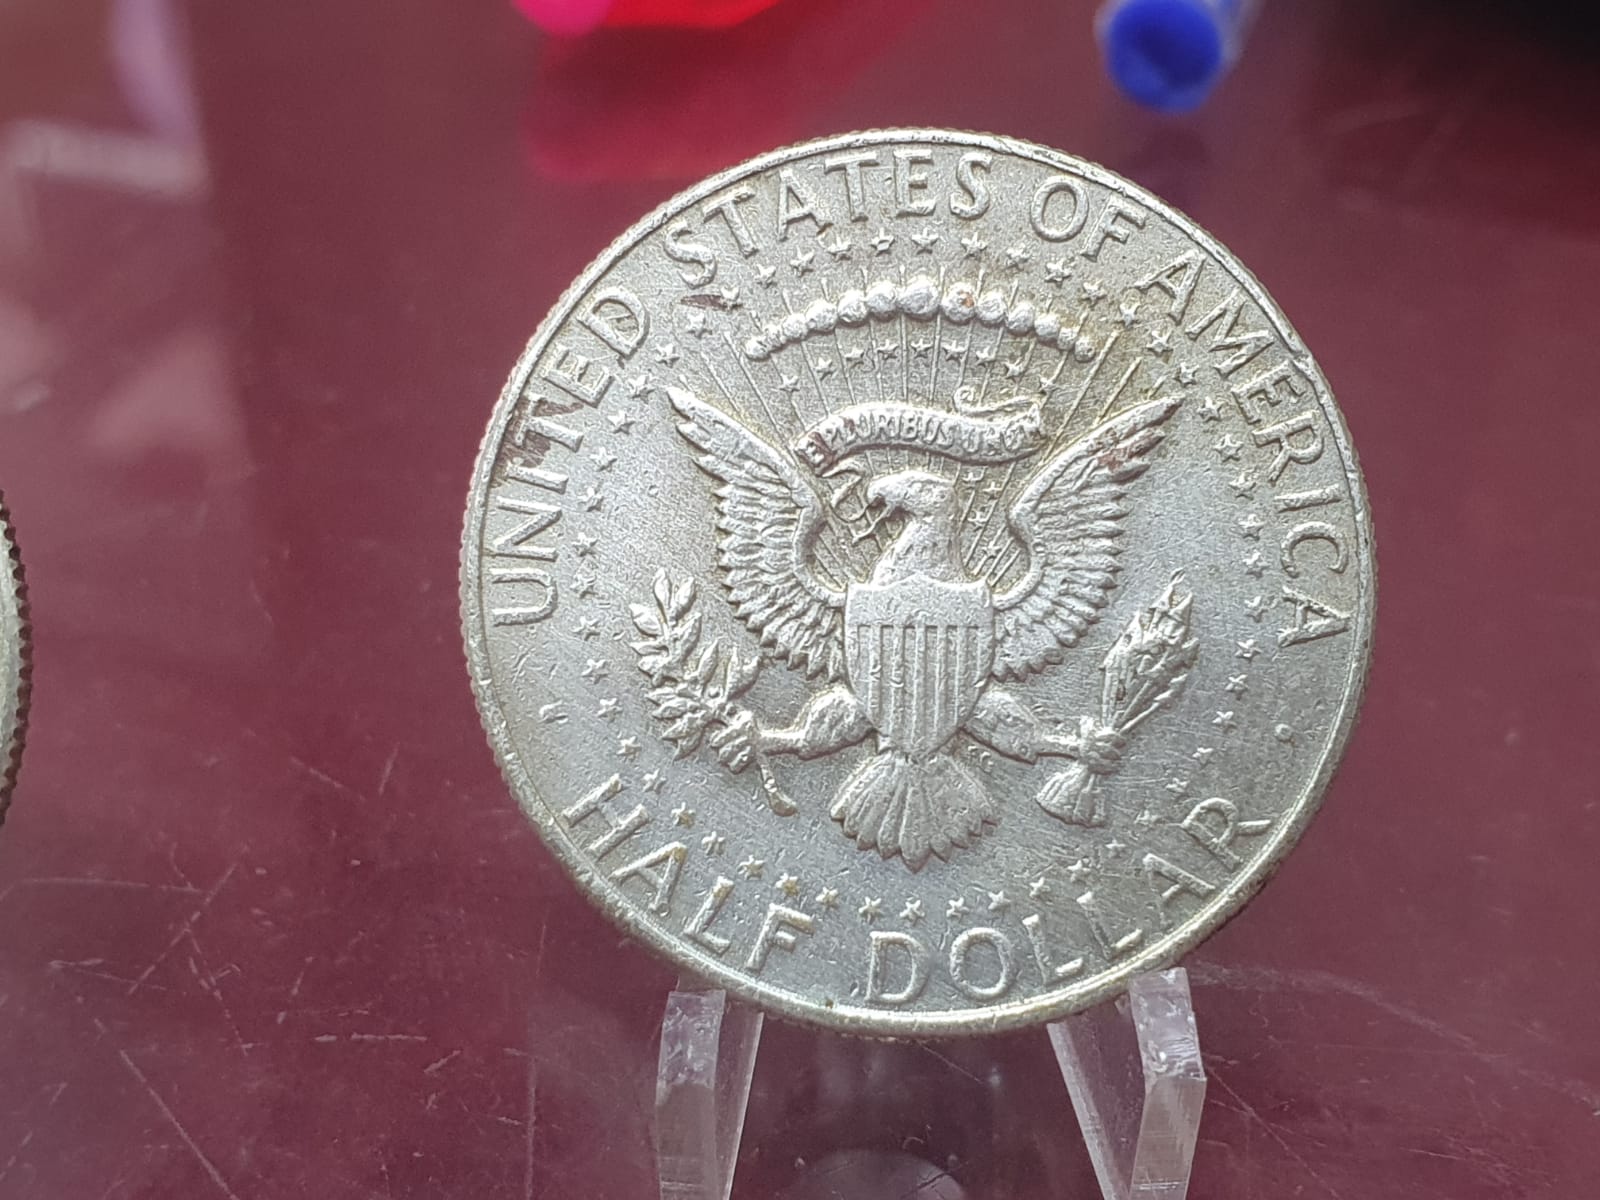 UNITED STATES OF AMERICA
E PLURIBUS UNUM
HALF DOLLAR